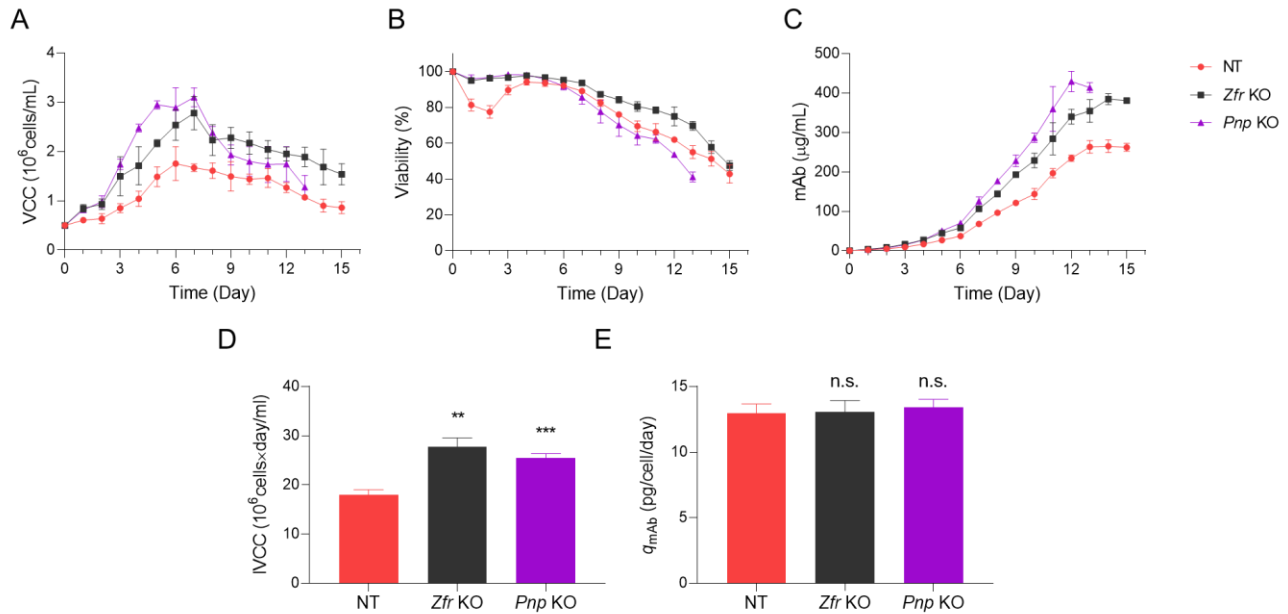 A
VCC (10⁶cells/mL)
4
3
2
1
0
0 3 6 9 12 15
Time (Day)
B
Viability (%)
100
80
60
40
20
0
0 3 6 9 12 15
Time (Day)
C
mAb (µg/mL)
500
400
300
200
100
0
0 3 6 9 12 15
Time (Day)
NT
Zfr KO
Pnp KO
D
IVCC (10⁶cells×day/ml)
40
30
20
10
0
**
***
NT Zfr KO Pnp KO
E
qmAb (pg/cell/day)
15
10
5
0
n.s.
n.s.
NT Zfr KO Pnp KO